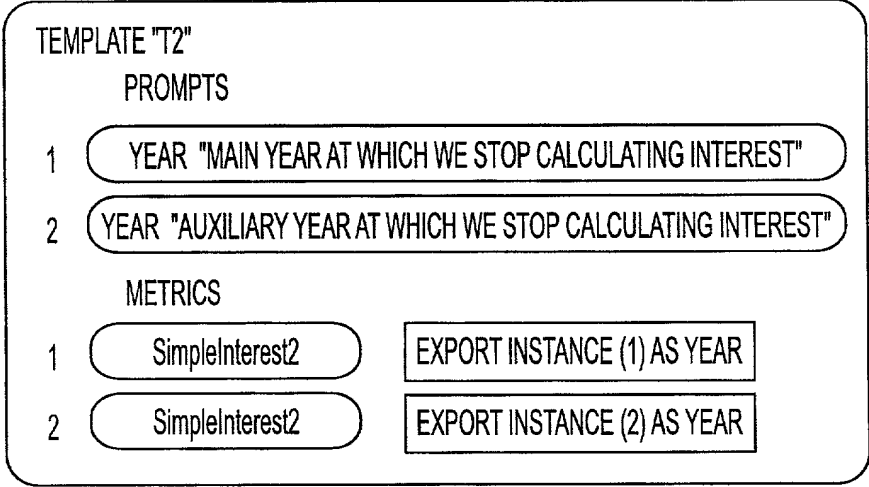 TEMPLATE "T2"
PROMPTS
1 YEAR "MAIN YEAR AT WHICH WE STOP CALCULATING INTEREST"
2 YEAR "AUXILIARY YEAR AT WHICH WE STOP CALCULATING INTEREST"
METRICS
1 SimpleInterest2 EXPORT INSTANCE (1) AS YEAR
2 SimpleInterest2 EXPORT INSTANCE (2) AS YEAR